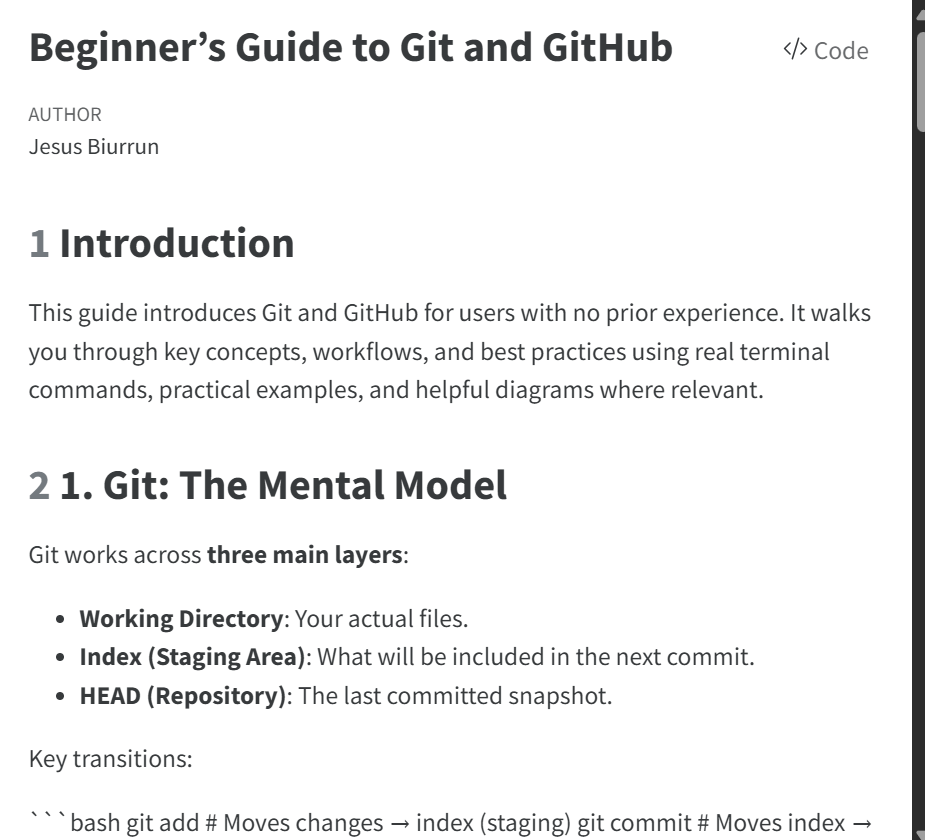 Beginner’s Guide to Git and GitHub
</> Code
AUTHOR
Jesus Biurrun
1 Introduction
This guide introduces Git and GitHub for users with no prior experience. It walks
you through key concepts, workflows, and best practices using real terminal
commands, practical examples, and helpful diagrams where relevant.
2 1. Git: The Mental Model
Git works across three main layers:
• Working Directory: Your actual files.
• Index (Staging Area): What will be included in the next commit.
• HEAD (Repository): The last committed snapshot.
Key transitions:
```bash git add # Moves changes → index (staging) git commit # Moves index →